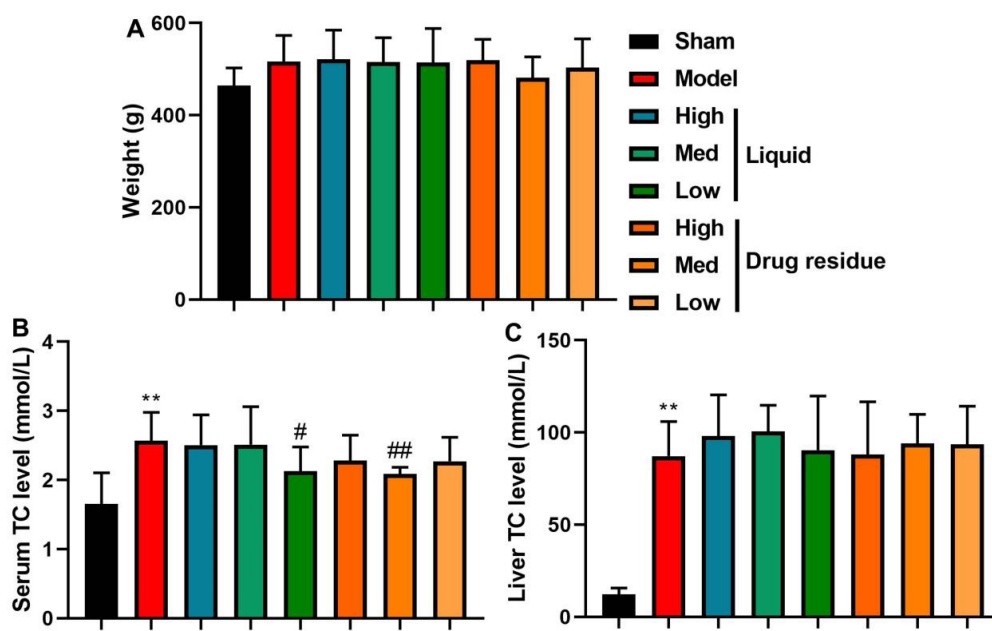 A
Weight (g)
600
400
200
0
Sham
Model
High
Med
Low
Liquid
High
Med
Low
Drug residue
B
Serum TC level (mmol/L)
4
3
2
1
0
**
#
##
C
Liver TC level (mmol/L)
150
100
50
0
**